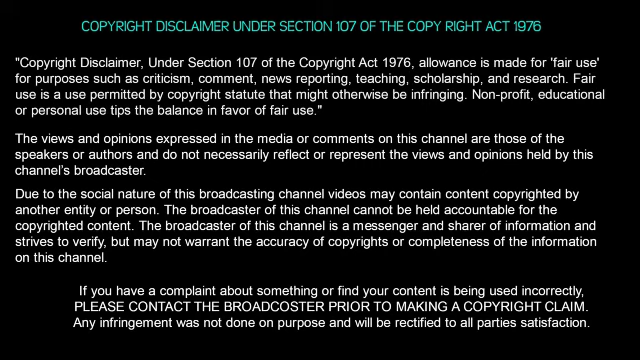 COPYRIGHT DISCLAIMER UNDER SECTION 107 OF THE COPY RIGHT ACT 1976
"Copyright Disclaimer, Under Section 107 of the Copyright Act 1976, allowance is made for 'fair use'
for purposes such as criticism, comment, news reporting, teaching, scholarship, and research. Fair
use is a use permitted by copyright statute that might otherwise be infringing. Non-profit, educational
or personal use tips the balance in favor of fair use."
The views and opinions expressed in the media or comments on this channel are those of the
speakers or authors and do not necessarily reflect or represent the views and opinions held by this
channel's broadcaster.
Due to the social nature of this broadcasting channel videos may contain content copyrighted by
another entity or person. The broadcaster of this channel cannot be held accountable for the
copyrighted content. The broadcaster of this channel is a messenger and sharer of information and
strives to verify, but may not warrant the accuracy of copyrights or completeness of the information
on this channel.
If you have a complaint about something or find your content is being used incorrectly,
PLEASE CONTACT THE BROADCOSTER PRIOR TO MAKING A COPYRIGHT CLAIM.
Any infringement was not done on purpose and will be rectified to all parties satisfaction.